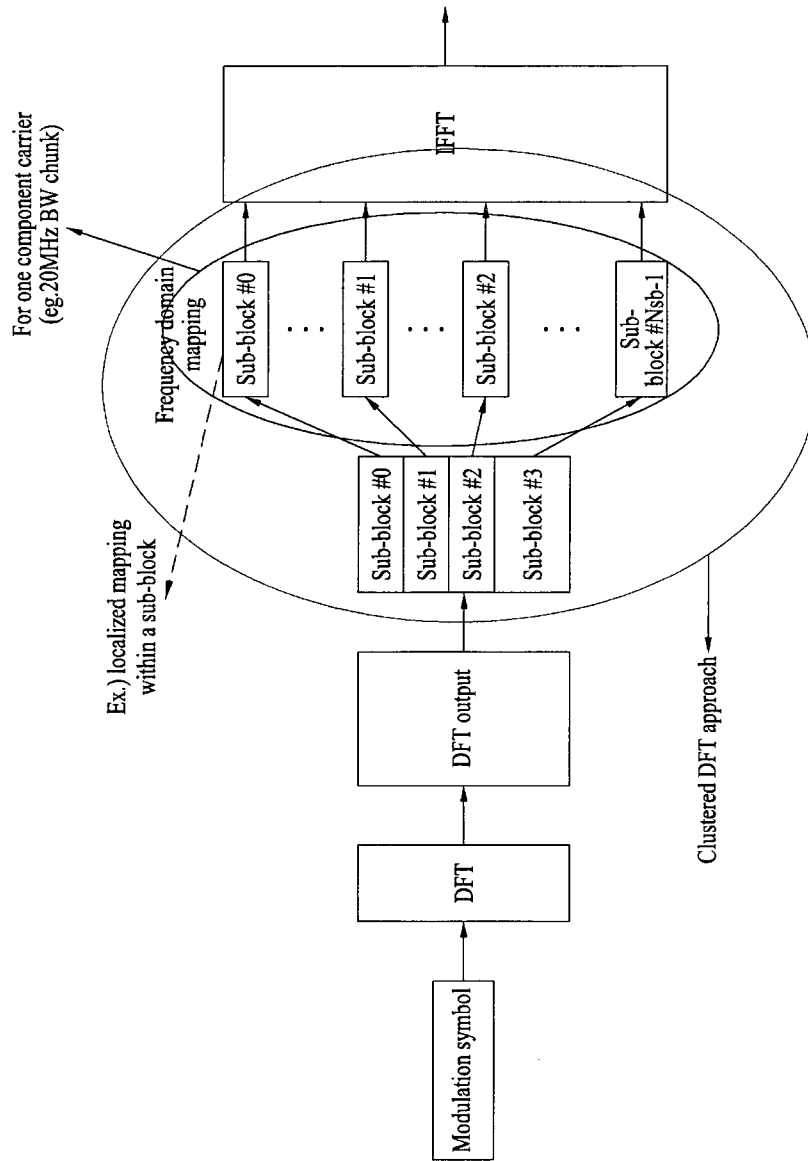 Modulation symbol
DFT
DFT output
Sub-block #0
Sub-block #1
Sub-block #2
Sub-block #3
Clustered DFT approach
Ex.) localized mapping
within a sub-block
Frequency domain
mapping
For one component carrier
(eg,20MHz BW chunk)
Sub-block #0
Sub-block #1
Sub-block #2
Sub-
block #Nsb-1
IFFT